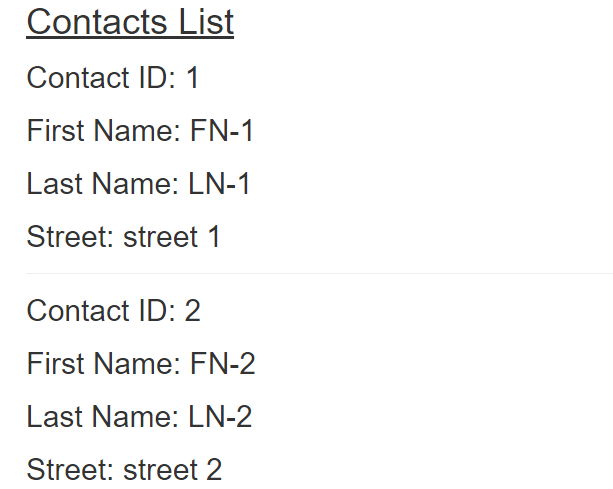 Contacts List
Contact ID: 1
First Name: FN-1
Last Name: LN-1
Street: street 1
Contact ID: 2
First Name: FN-2
Last Name: LN-2
Street: street 2